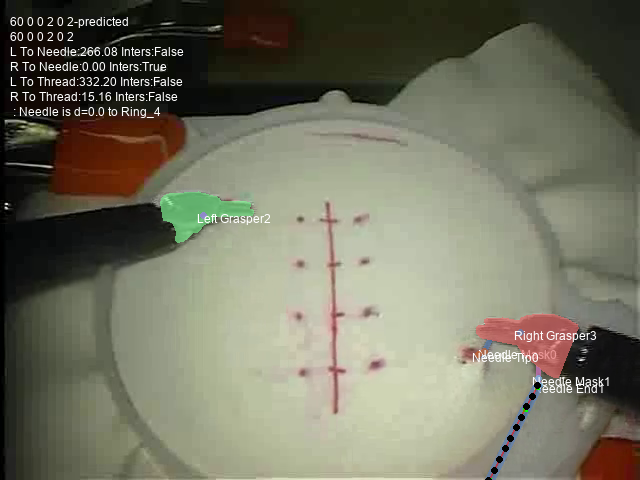 60 0 0 2 0 2-predicted
60 0 0 2 0 2
L To Needle:266.08 Inters:False
R To Needle:0.00 Inters:True
L To Thread:332.20 Inters:False
R To Thread:15.16 Inters:False
: Needle is d=0.0 to Ring_4
Left Grasper2
Right Grasper3
Needle Mask0
Needle Tip0
Needle Mask1
Needle End1